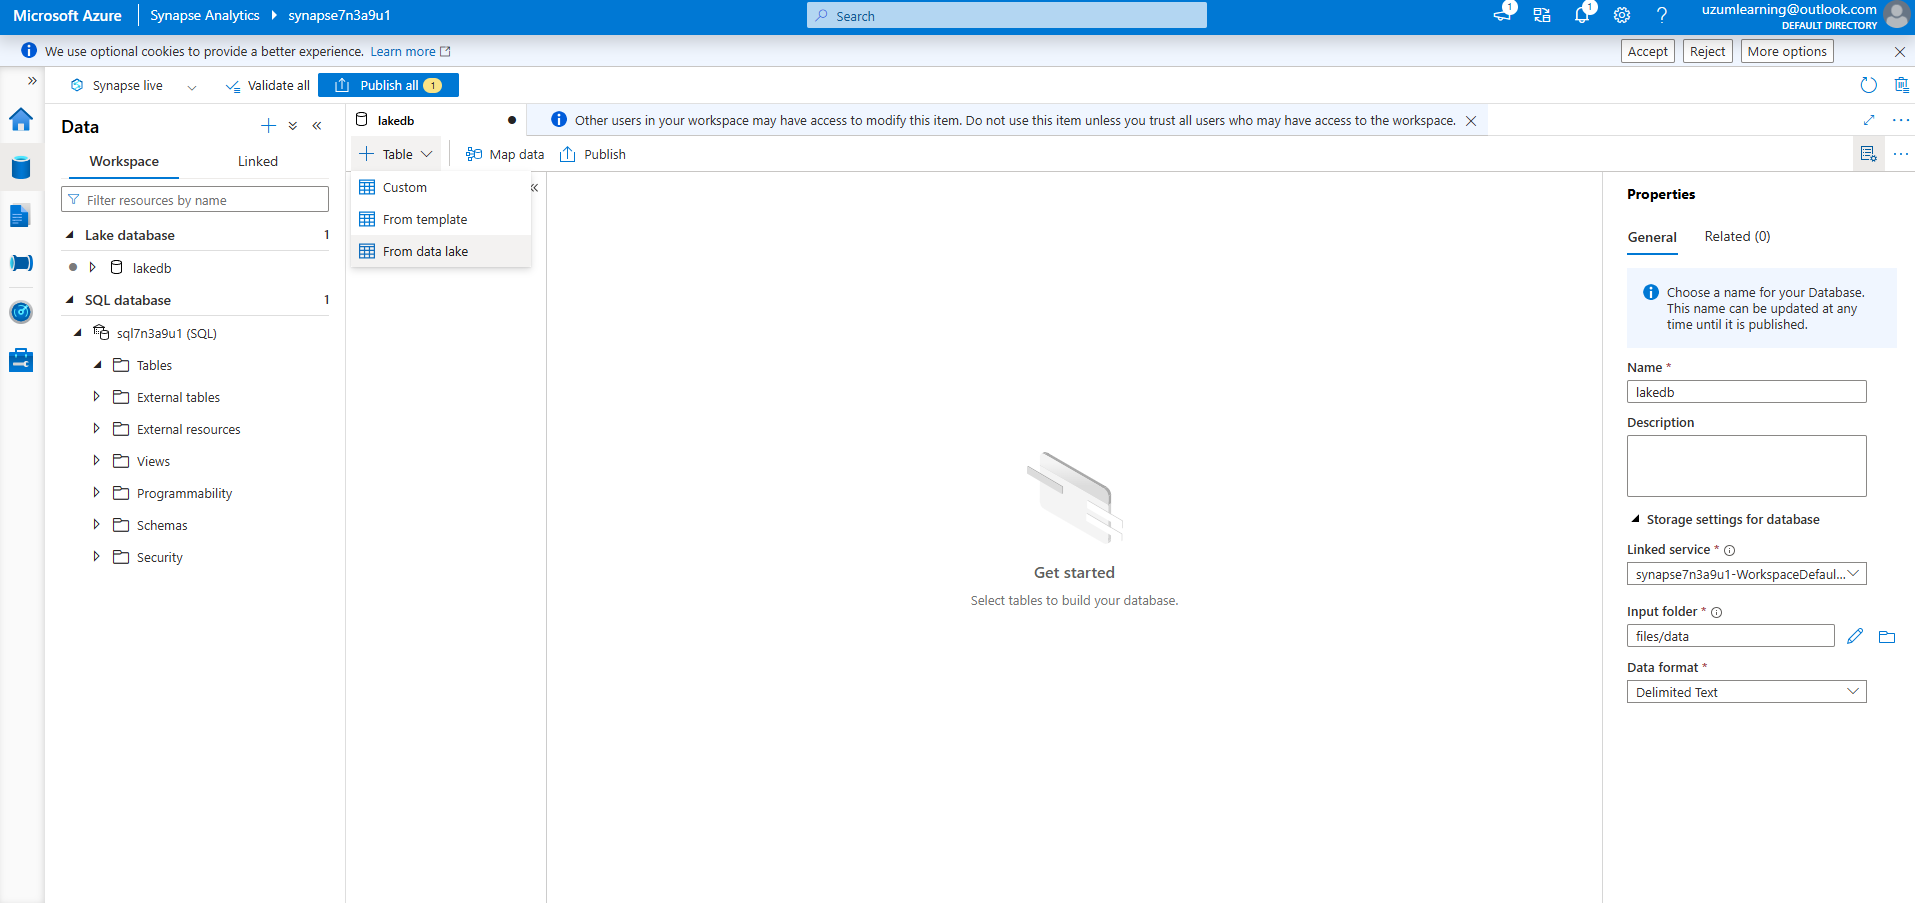 Microsoft Azure
Synapse Analytics
synapse7n3a9u1
Search
1
1
uzumlearning@outlook.com
DEFAULT DIRECTORY
We use optional cookies to provide a better experience. Learn more
Accept
Reject
More options
Synapse live
Validate all
Publish all 1
Data
Workspace
Linked
Filter resources by name
Lake database 1
lakedb
SQL database 1
sql7n3a9u1 (SQL)
Tables
External tables
External resources
Views
Programmability
Schemas
Security
lakedb
Other users in your workspace may have access to modify this item. Do not use this item unless you trust all users who may have access to the workspace.
Table
Map data
Publish
Custom
From template
From data lake
Get started
Select tables to build your database.
Properties
General
Related (0)
Choose a name for your Database.
This name can be updated at any
time until it is published.
Name *
lakedb
Description
Storage settings for database
Linked service *
synapse7n3a9u1-WorkspaceDefaul...
Input folder *
files/data
Data format *
Delimited Text